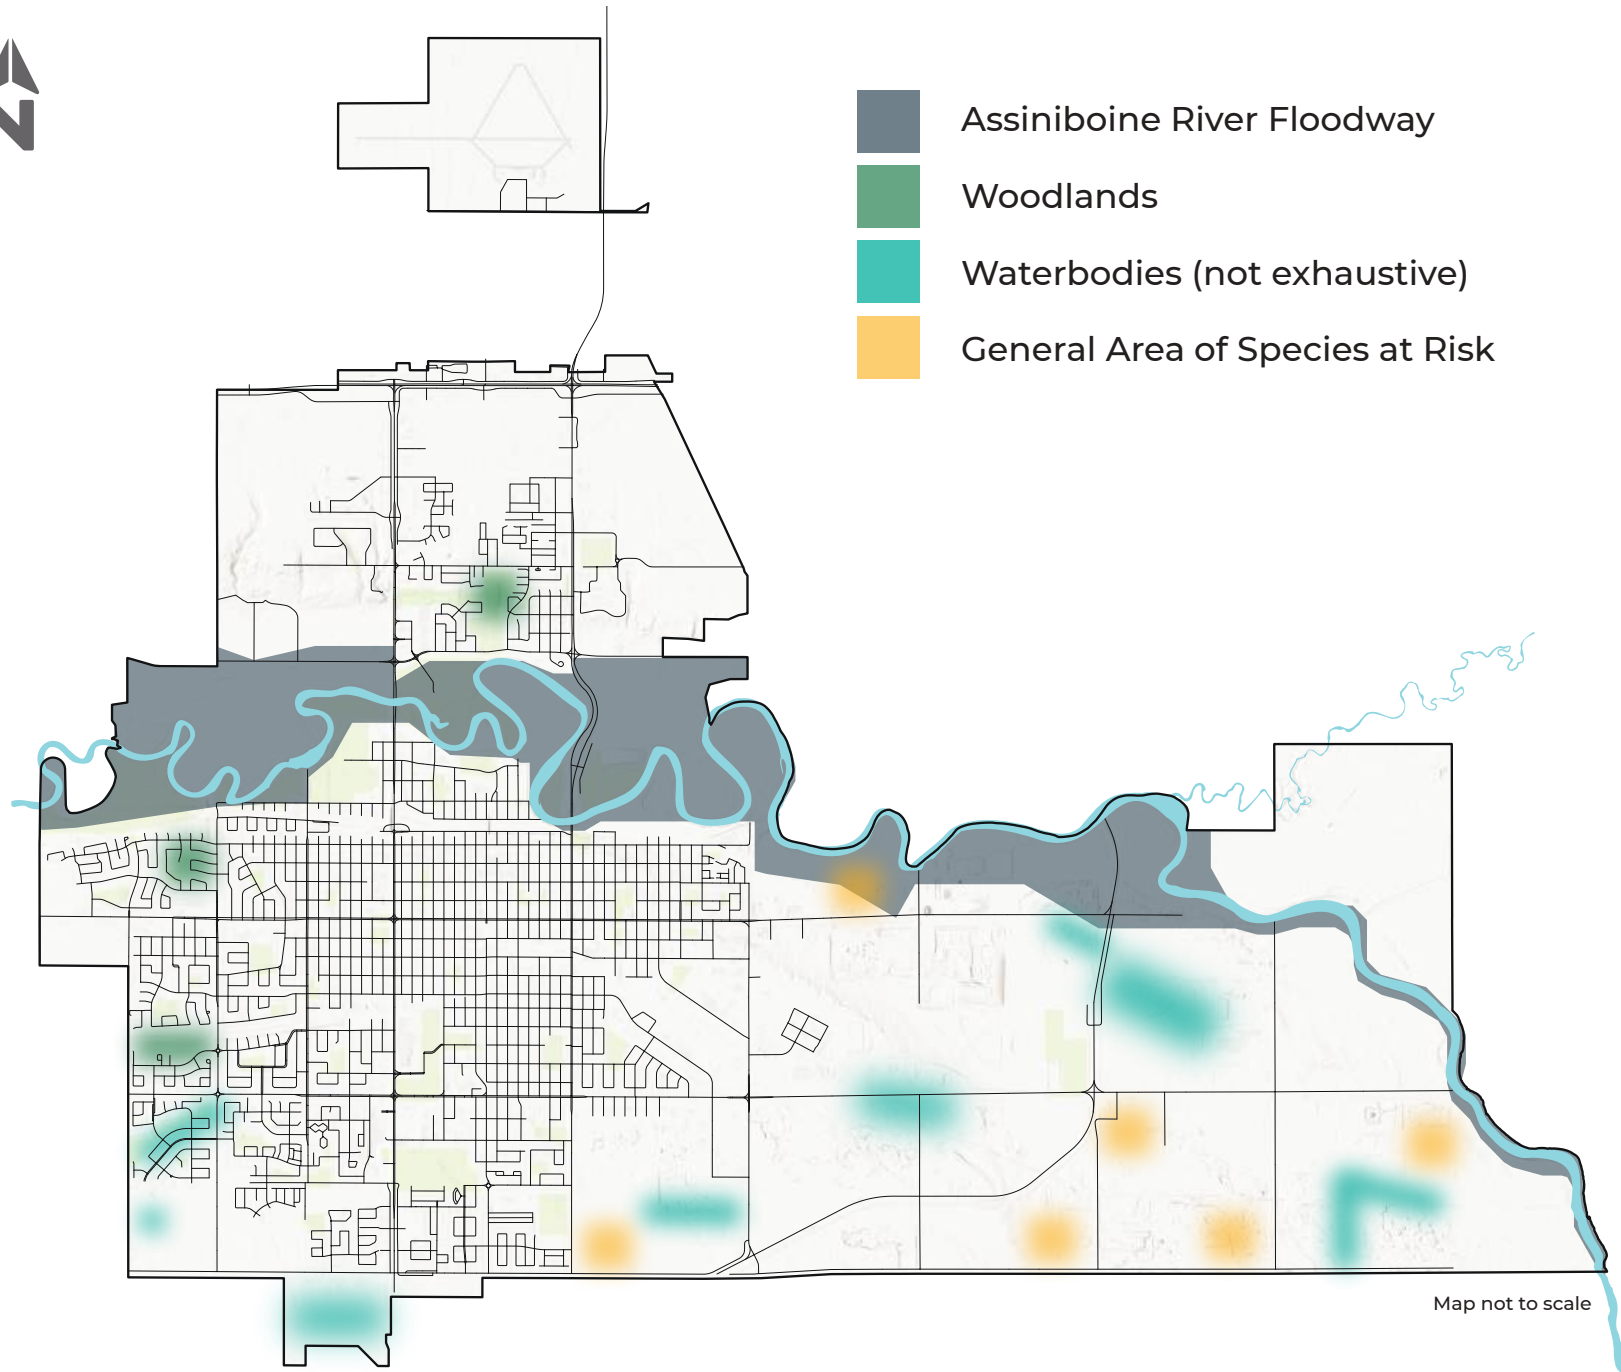 N
Assiniboine River Floodway
Woodlands
Waterbodies (not exhaustive)
General Area of Species at Risk
Map not to scale